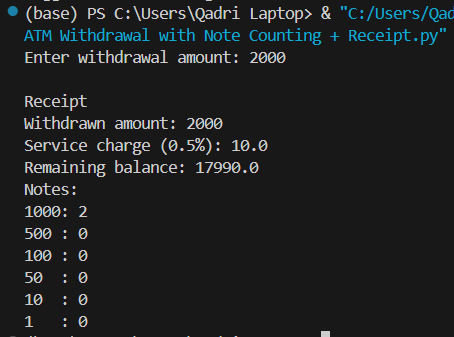 (base) PS C:\Users\Qadri Laptop> & "C:/Users/Qad
ATM Withdrawal with Note Counting + Receipt.py"
Enter withdrawal amount: 2000

Receipt
Withdrawn amount: 2000
Service charge (0.5%): 10.0
Remaining balance: 17990.0
Notes:
1000: 2
500 : 0
100 : 0
50  : 0
10  : 0
1   : 0